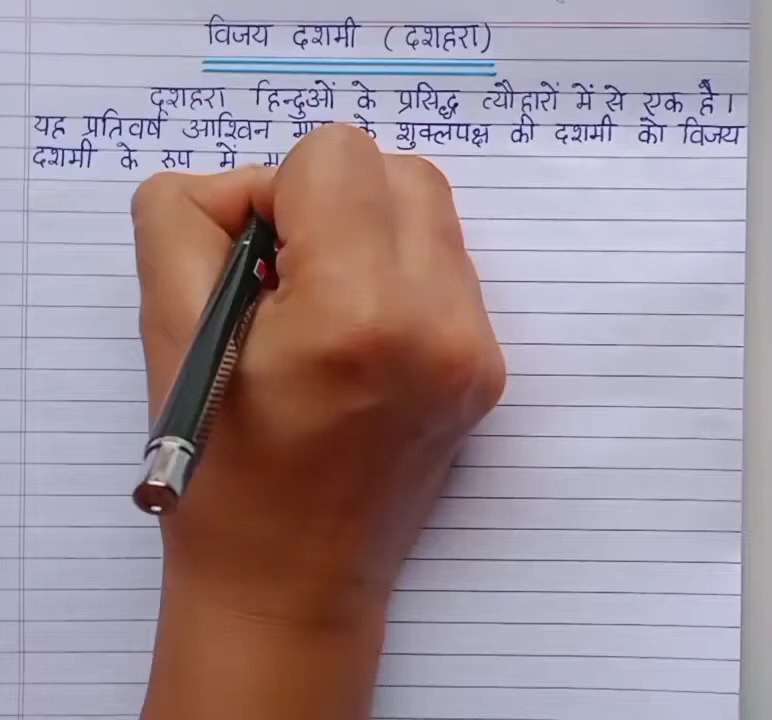 विजय दशमी (दशहरा)
दशहरा हिन्दुओं के प्रसिद्ध त्यौहारों में से एक है।
यह प्रतिवर्ष आश्विन के शुक्लपक्ष की दशमी को विजय
दशमी के रुप में